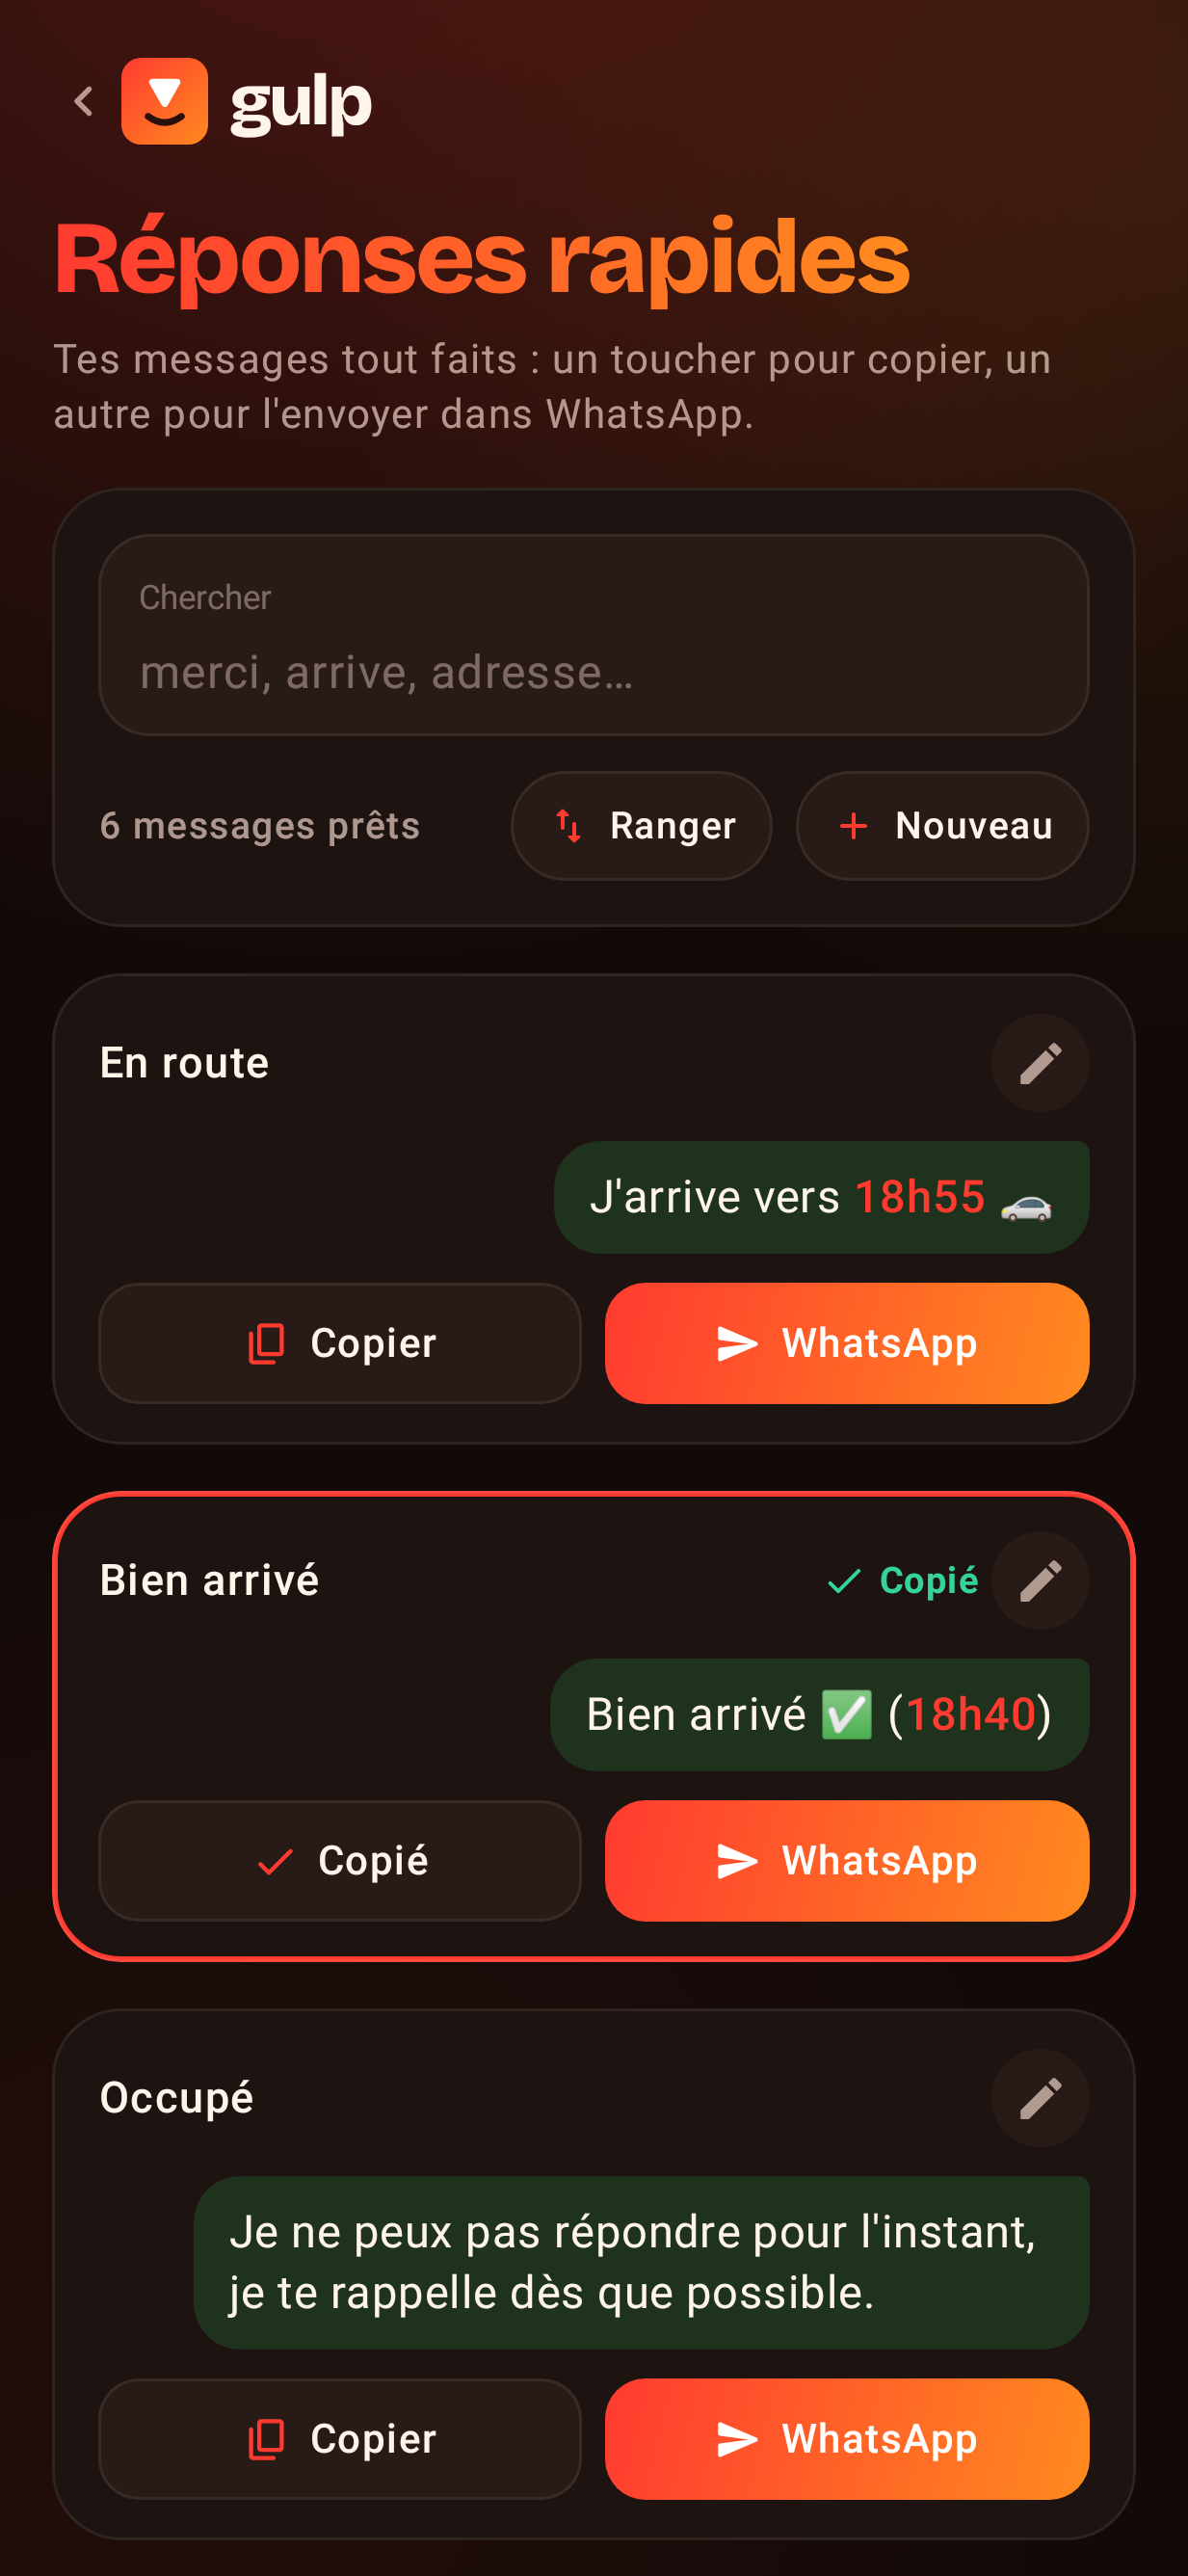 gulp
Réponses rapides
Tes messages tout faits : un toucher pour copier, un
autre pour l'envoyer dans WhatsApp.
Chercher
merci, arrive, adresse…
6 messages prêts
Ranger
Nouveau
En route
J'arrive vers 18h55 🚗
Copier
WhatsApp
Bien arrivé
Copié
Bien arrivé ✅ (18h40)
Copié
WhatsApp
Occupé
Je ne peux pas répondre pour l'instant,
je te rappelle dès que possible.
Copier
WhatsApp